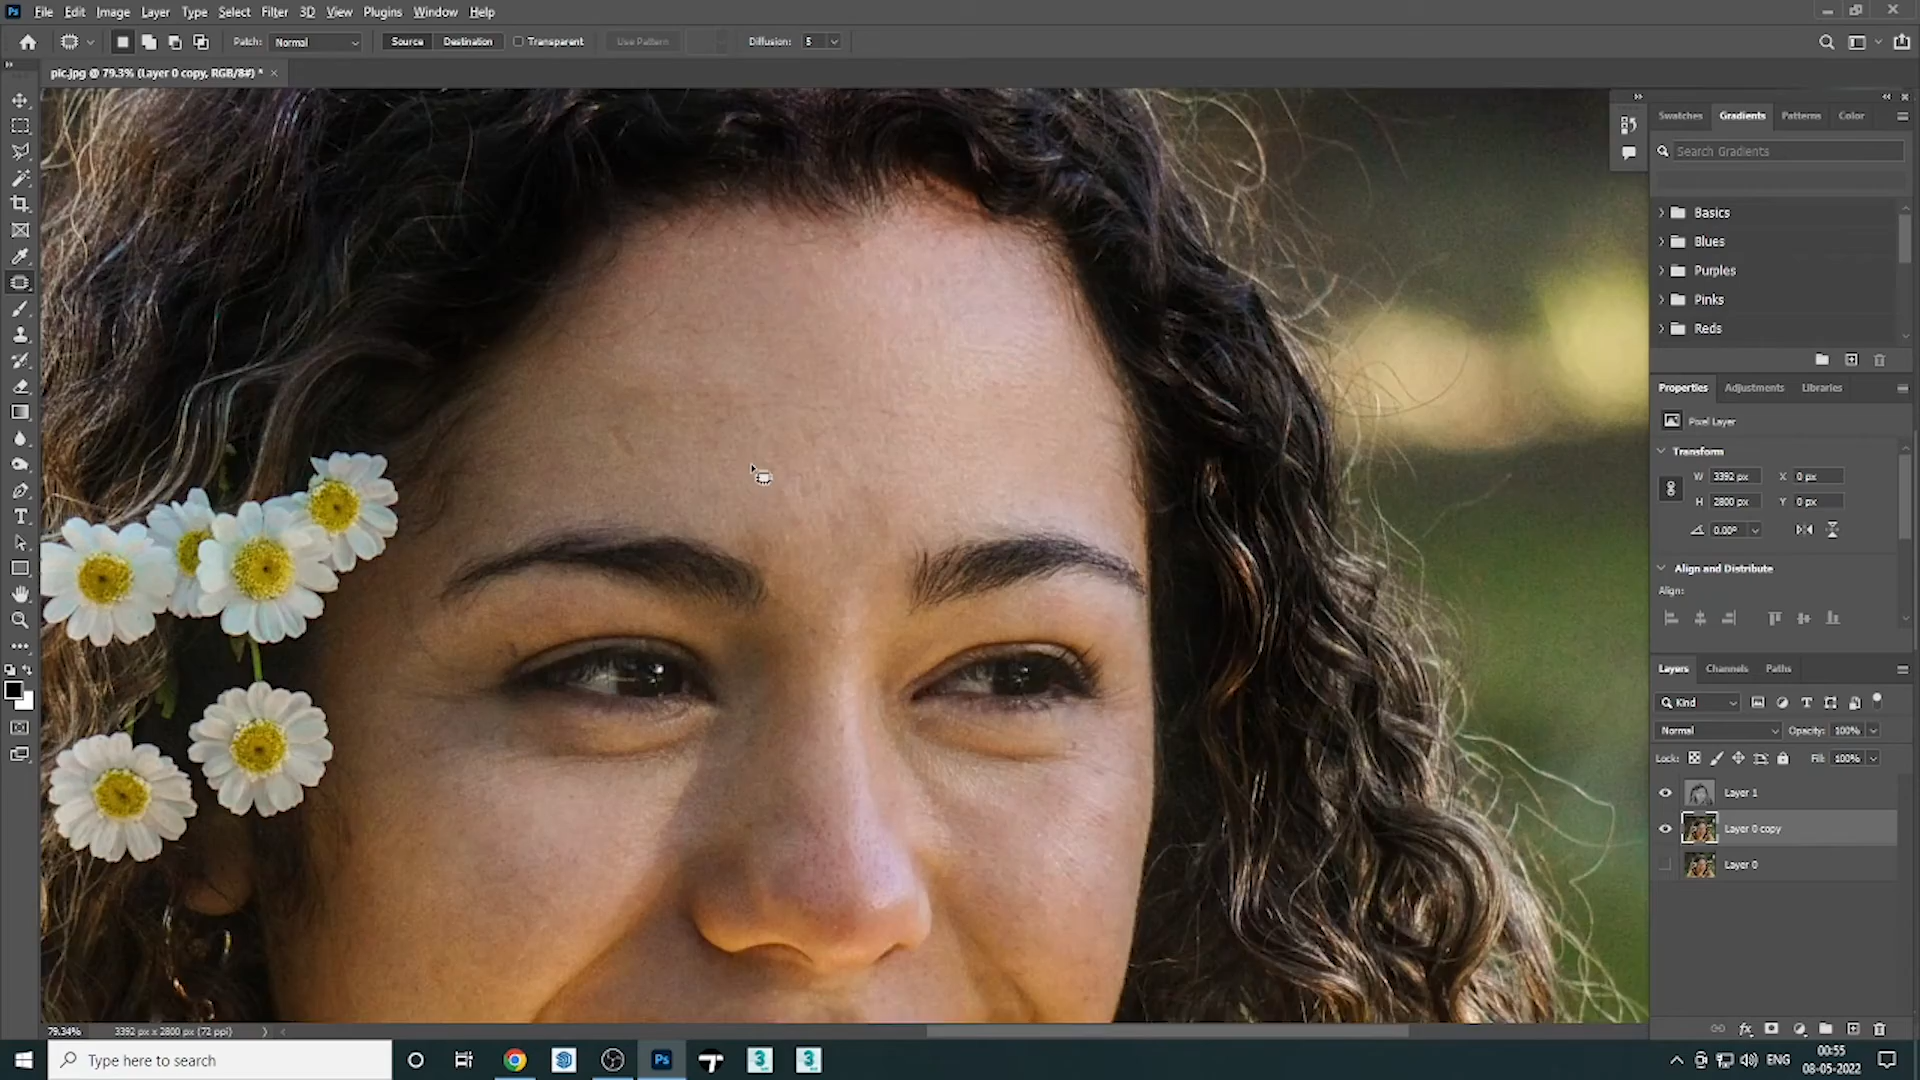 Ps File Edit Image Layer Type Select Filter 3D View Plugins Window Help
Patch: Normal Source Destination Transparent Use Pattern Diffusion: 5
pic.jpg @ 79.3% (Layer 0 copy, RGB/8#) * ×
Swatches Gradients Patterns Color
Search Gradients
Basics
Blues
Purples
Pinks
Reds
Properties Adjustments Libraries
Pixel Layer
Transform
W 3392 px X 0 px
H 2800 px Y 0 px
0.00°
Align and Distribute
Align:
Layers Channels Paths
Kind
Normal Opacity: 100%
Lock: Fill: 100%
Layer 1
Layer 0 copy
Layer 0
fx
79.34% 3392 px x 2800 px (72 ppi)
Type here to search
Ps
3
3
ENG
00:55
08-05-2022